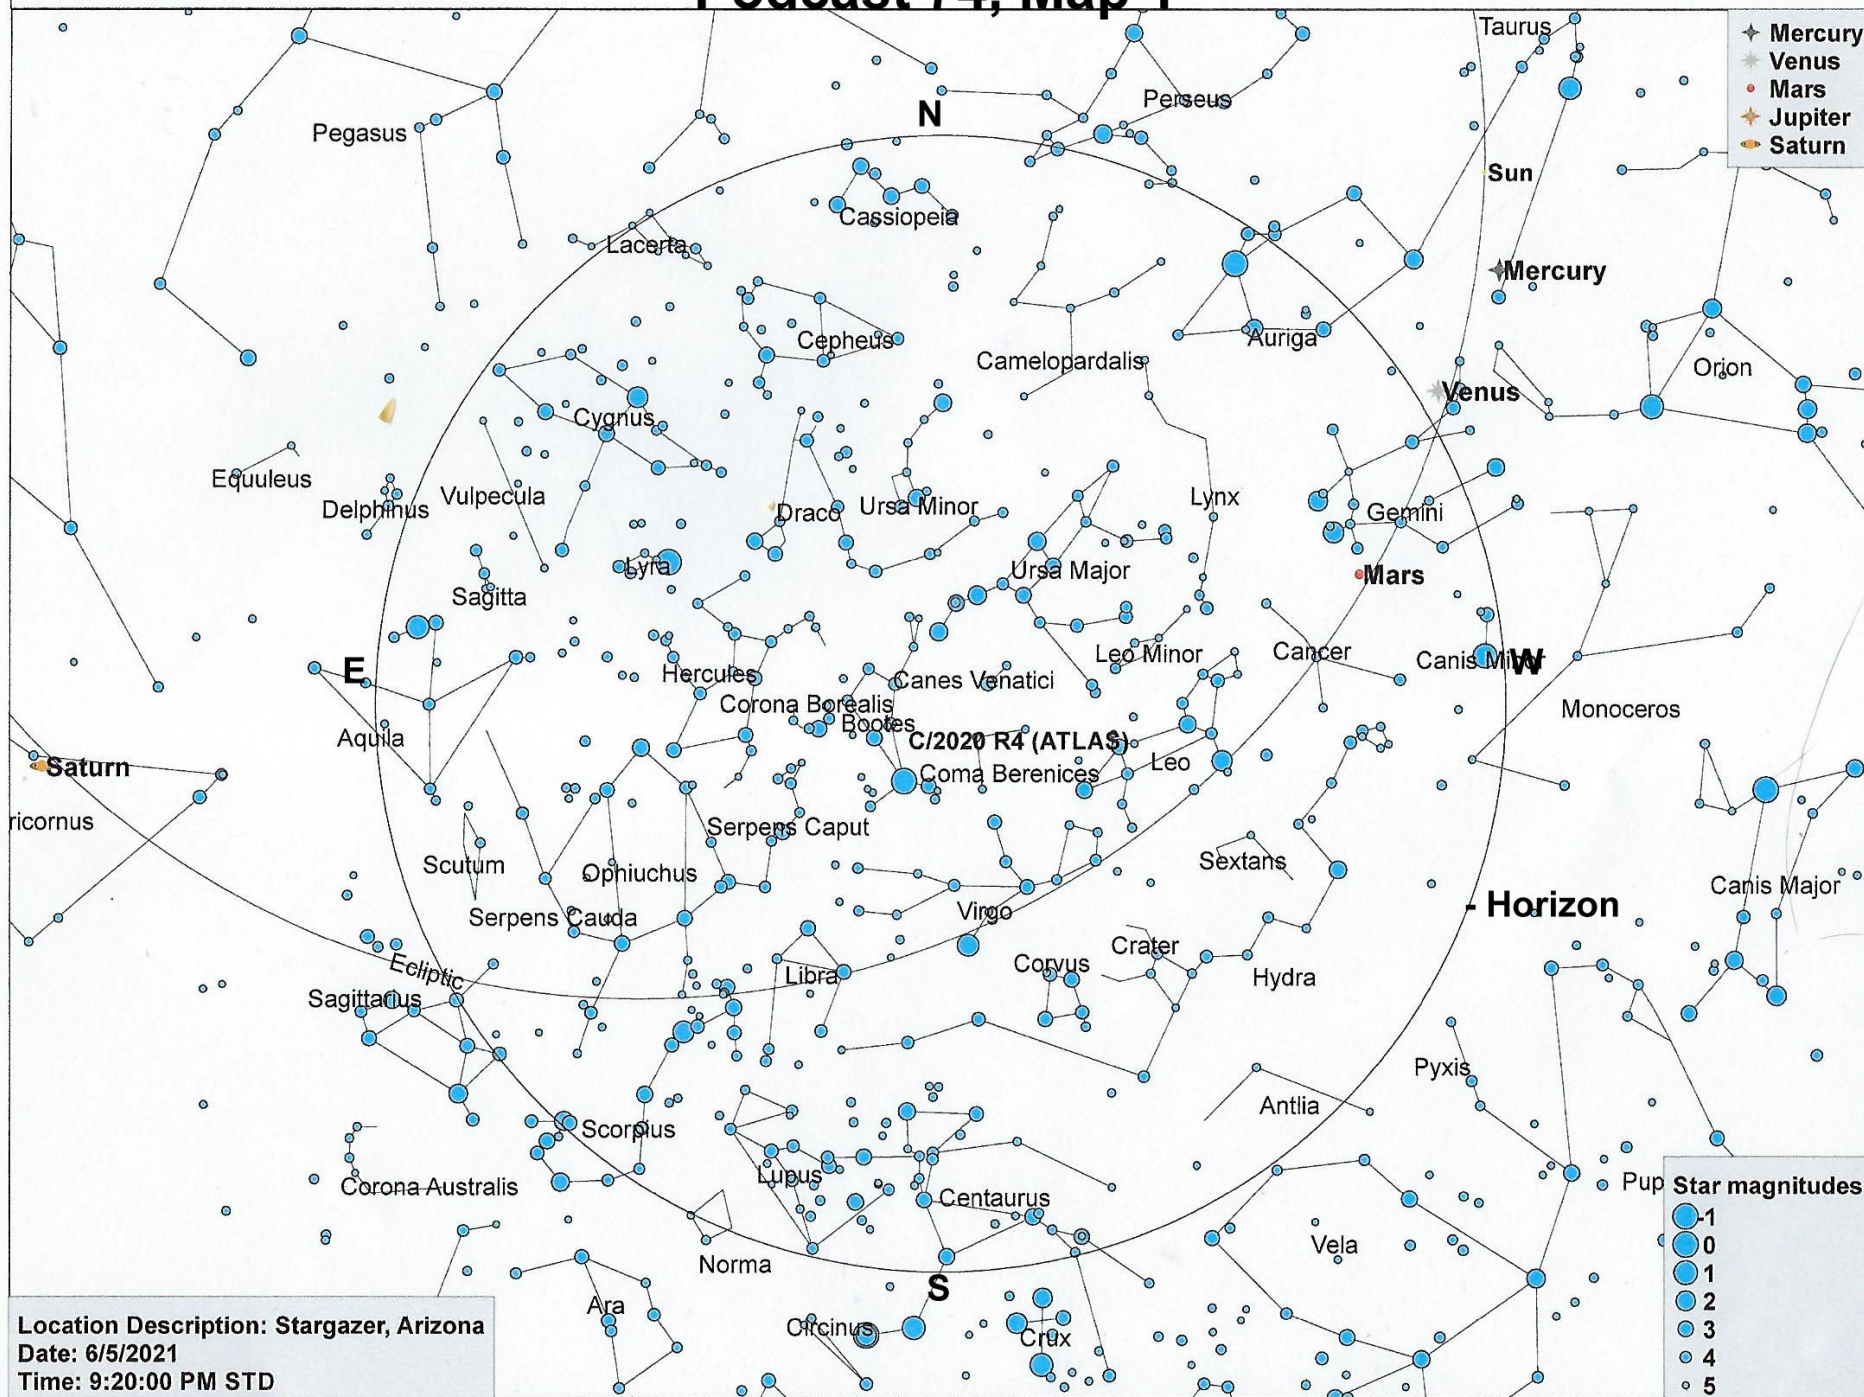 Podcast 74, Map 1
Taurus
Mercury
Venus
Mars
Jupiter
Saturn
Perseus
N
Pegasus
Sun
Cassiopeia
Lacerta
Mercury
Cepheus
Auriga
Camelopardalis
Orion
Venus
Cygnus
Equuleus
Vulpecula
Lynx
Delphinus
Draco
Ursa Minor
Gemini
Lyra
Ursa Major
Mars
Sagitta
Leo Minor
Cancer
Canis Minor
W
E
Hercules
Canes Venatici
Corona Borealis
Monoceros
Bootes
Aquila
C/2020 R4 (ATLAS)
Saturn
Coma Berenices
Leo
ricornus
Serpens Caput
Scutum
Ophiuchus
Sextans
Canis Major
- Horizon
Serpens Cauda
Virgo
Crater
Ecliptic
Libra
Corvus
Hydra
Sagittarius
Pyxis
Antlia
Scorpius
Lupus
Corona Australis
Pup
Star magnitudes
Centaurus
-1
0
Vela
Norma
1
S
2
Ara
3
Circinus
Crux
4
5
Location Description: Stargazer, Arizona
Date: 6/5/2021
Time: 9:20:00 PM STD